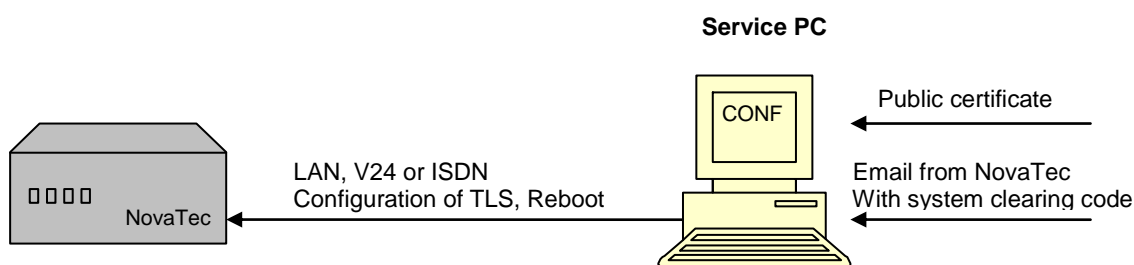 Service PC
CONF
Public certificate
LAN, V24 or ISDN
Configuration of TLS, Reboot
Email from NovaTec
With system clearing code
NovaTec